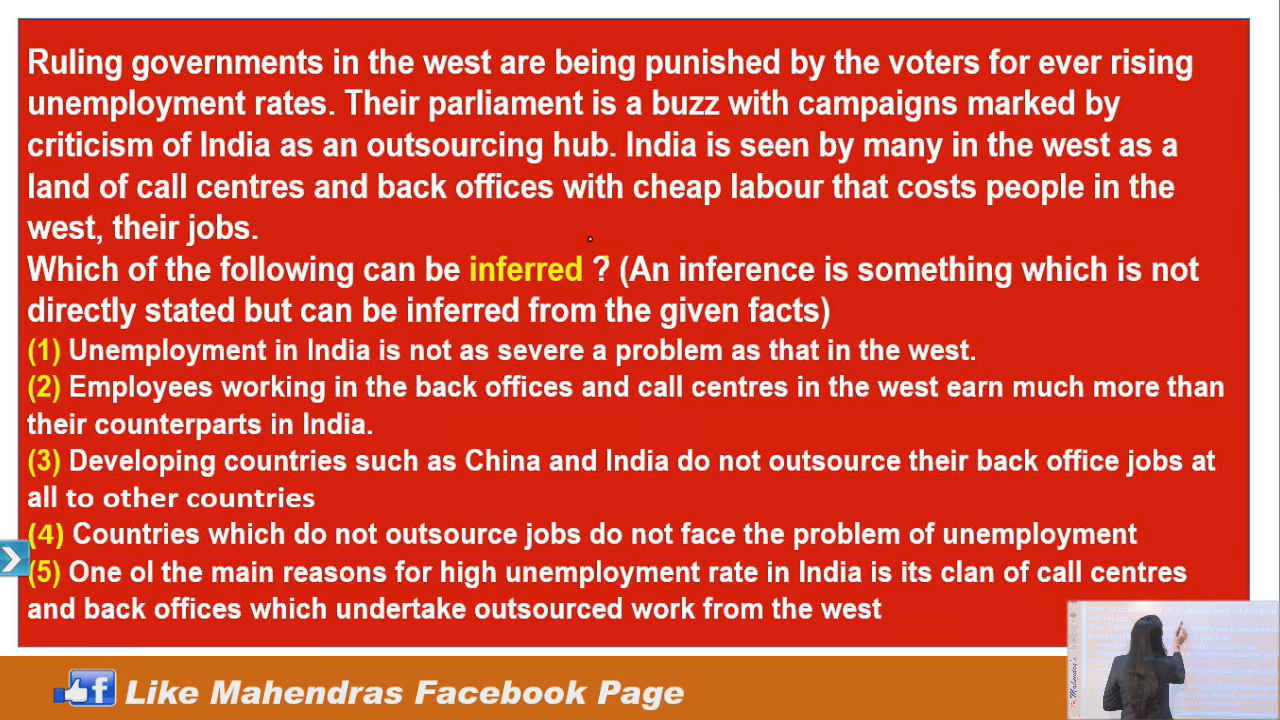 Ruling governments in the west are being punished by the voters for ever rising
unemployment rates. Their parliament is a buzz with campaigns marked by
criticism of India as an outsourcing hub. India is seen by many in the west as a
land of call centres and back offices with cheap labour that costs people in the
west, their jobs.
Which of the following can be inferred ? (An inference is something which is not
directly stated but can be inferred from the given facts)
(1) Unemployment in India is not as severe a problem as that in the west.
(2) Employees working in the back offices and call centres in the west earn much more than
their counterparts in India.
(3) Developing countries such as China and India do not outsource their back office jobs at
all to other countries
(4) Countries which do not outsource jobs do not face the problem of unemployment
(5) One ol the main reasons for high unemployment rate in India is its clan of call centres
and back offices which undertake outsourced work from the west
f Like Mahendras Facebook Page
Mahendra's